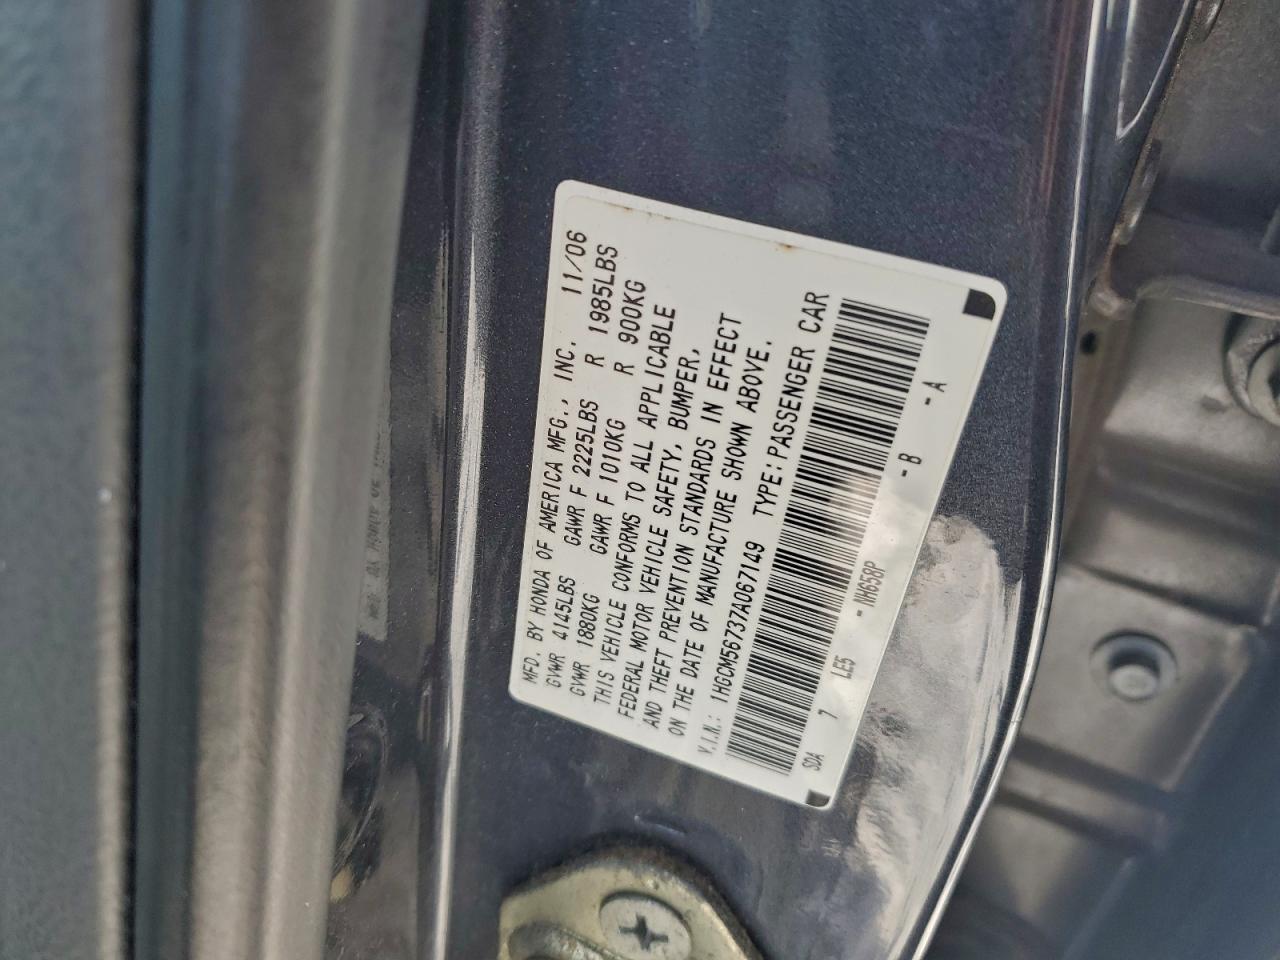 MFD. BY HONDA OF AMERICA MFG., INC. 11/06
GVWR 4145LBS GAWR F 2225LBS R 1985LBS
GVWR 1880KG GAWR F 1010KG R 900KG
THIS VEHICLE CONFORMS TO ALL APPLICABLE
FEDERAL MOTOR VEHICLE SAFETY, BUMPER,
AND THEFT PREVENTION STANDARDS IN EFFECT
ON THE DATE OF MANUFACTURE SHOWN ABOVE.
V.I.N.: 1HGCM56737A067149 TYPE: PASSENGER CAR
SDA 7 LE5 - NH658P - B - A